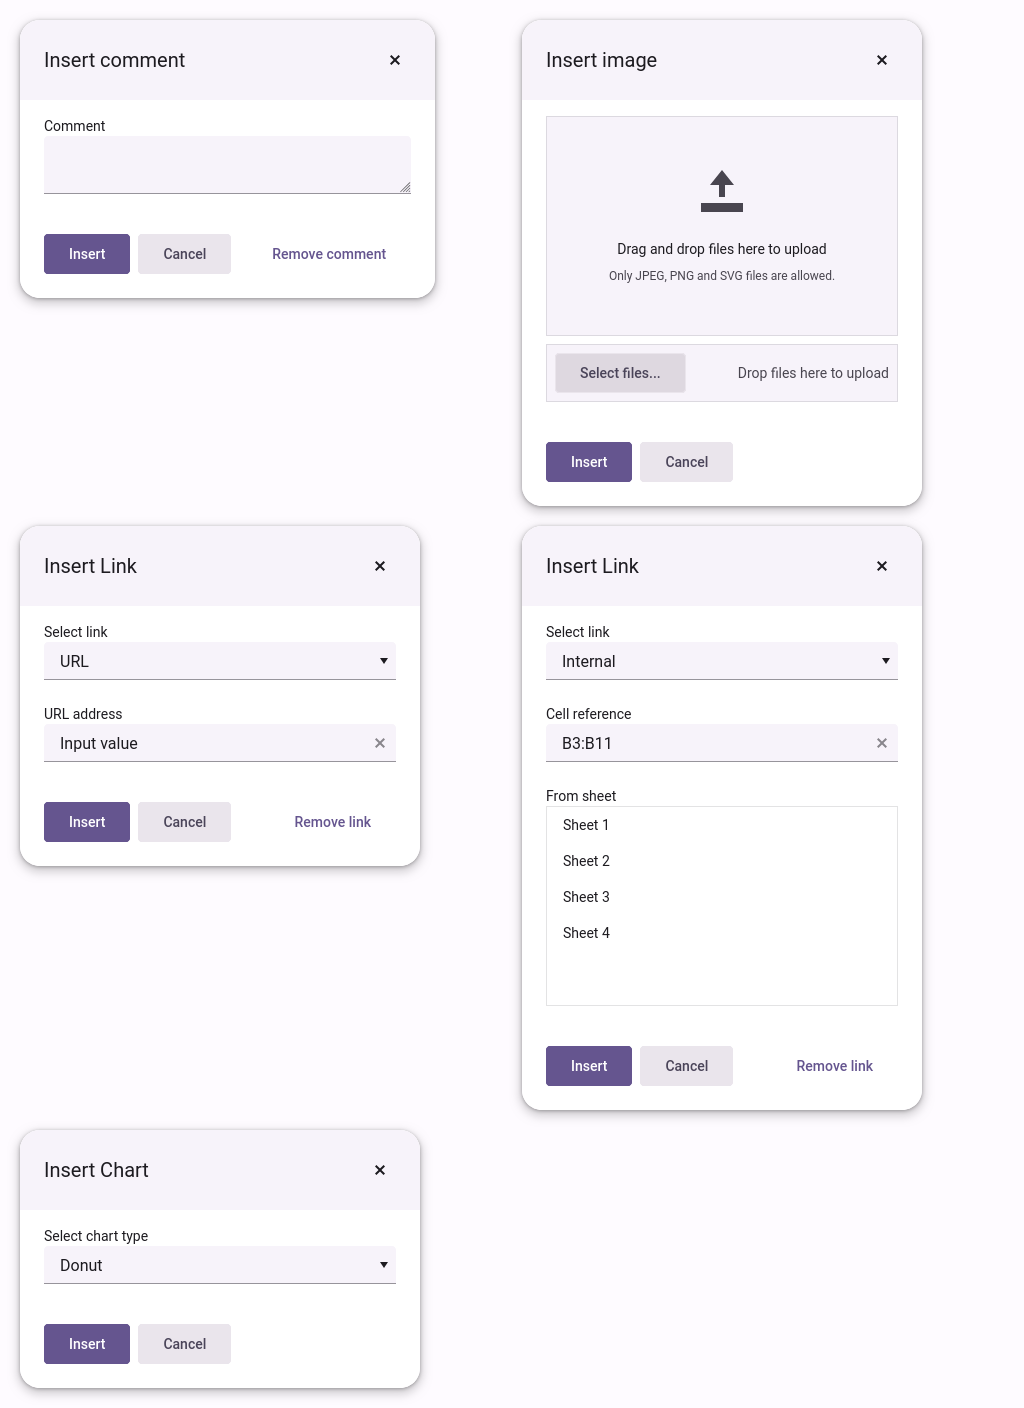 Insert comment
Comment
Insert
Cancel
Remove comment
Insert image
Drag and drop files here to upload
Only JPEG, PNG and SVG files are allowed.
Select files...
Drop files here to upload
Insert
Cancel
Insert Link
Select link
URL
URL address
Input value
Insert
Cancel
Remove link
Insert Link
Select link
Internal
Cell reference
B3:B11
From sheet
Sheet 1
Sheet 2
Sheet 3
Sheet 4
Insert
Cancel
Remove link
Insert Chart
Select chart type
Donut
Insert
Cancel